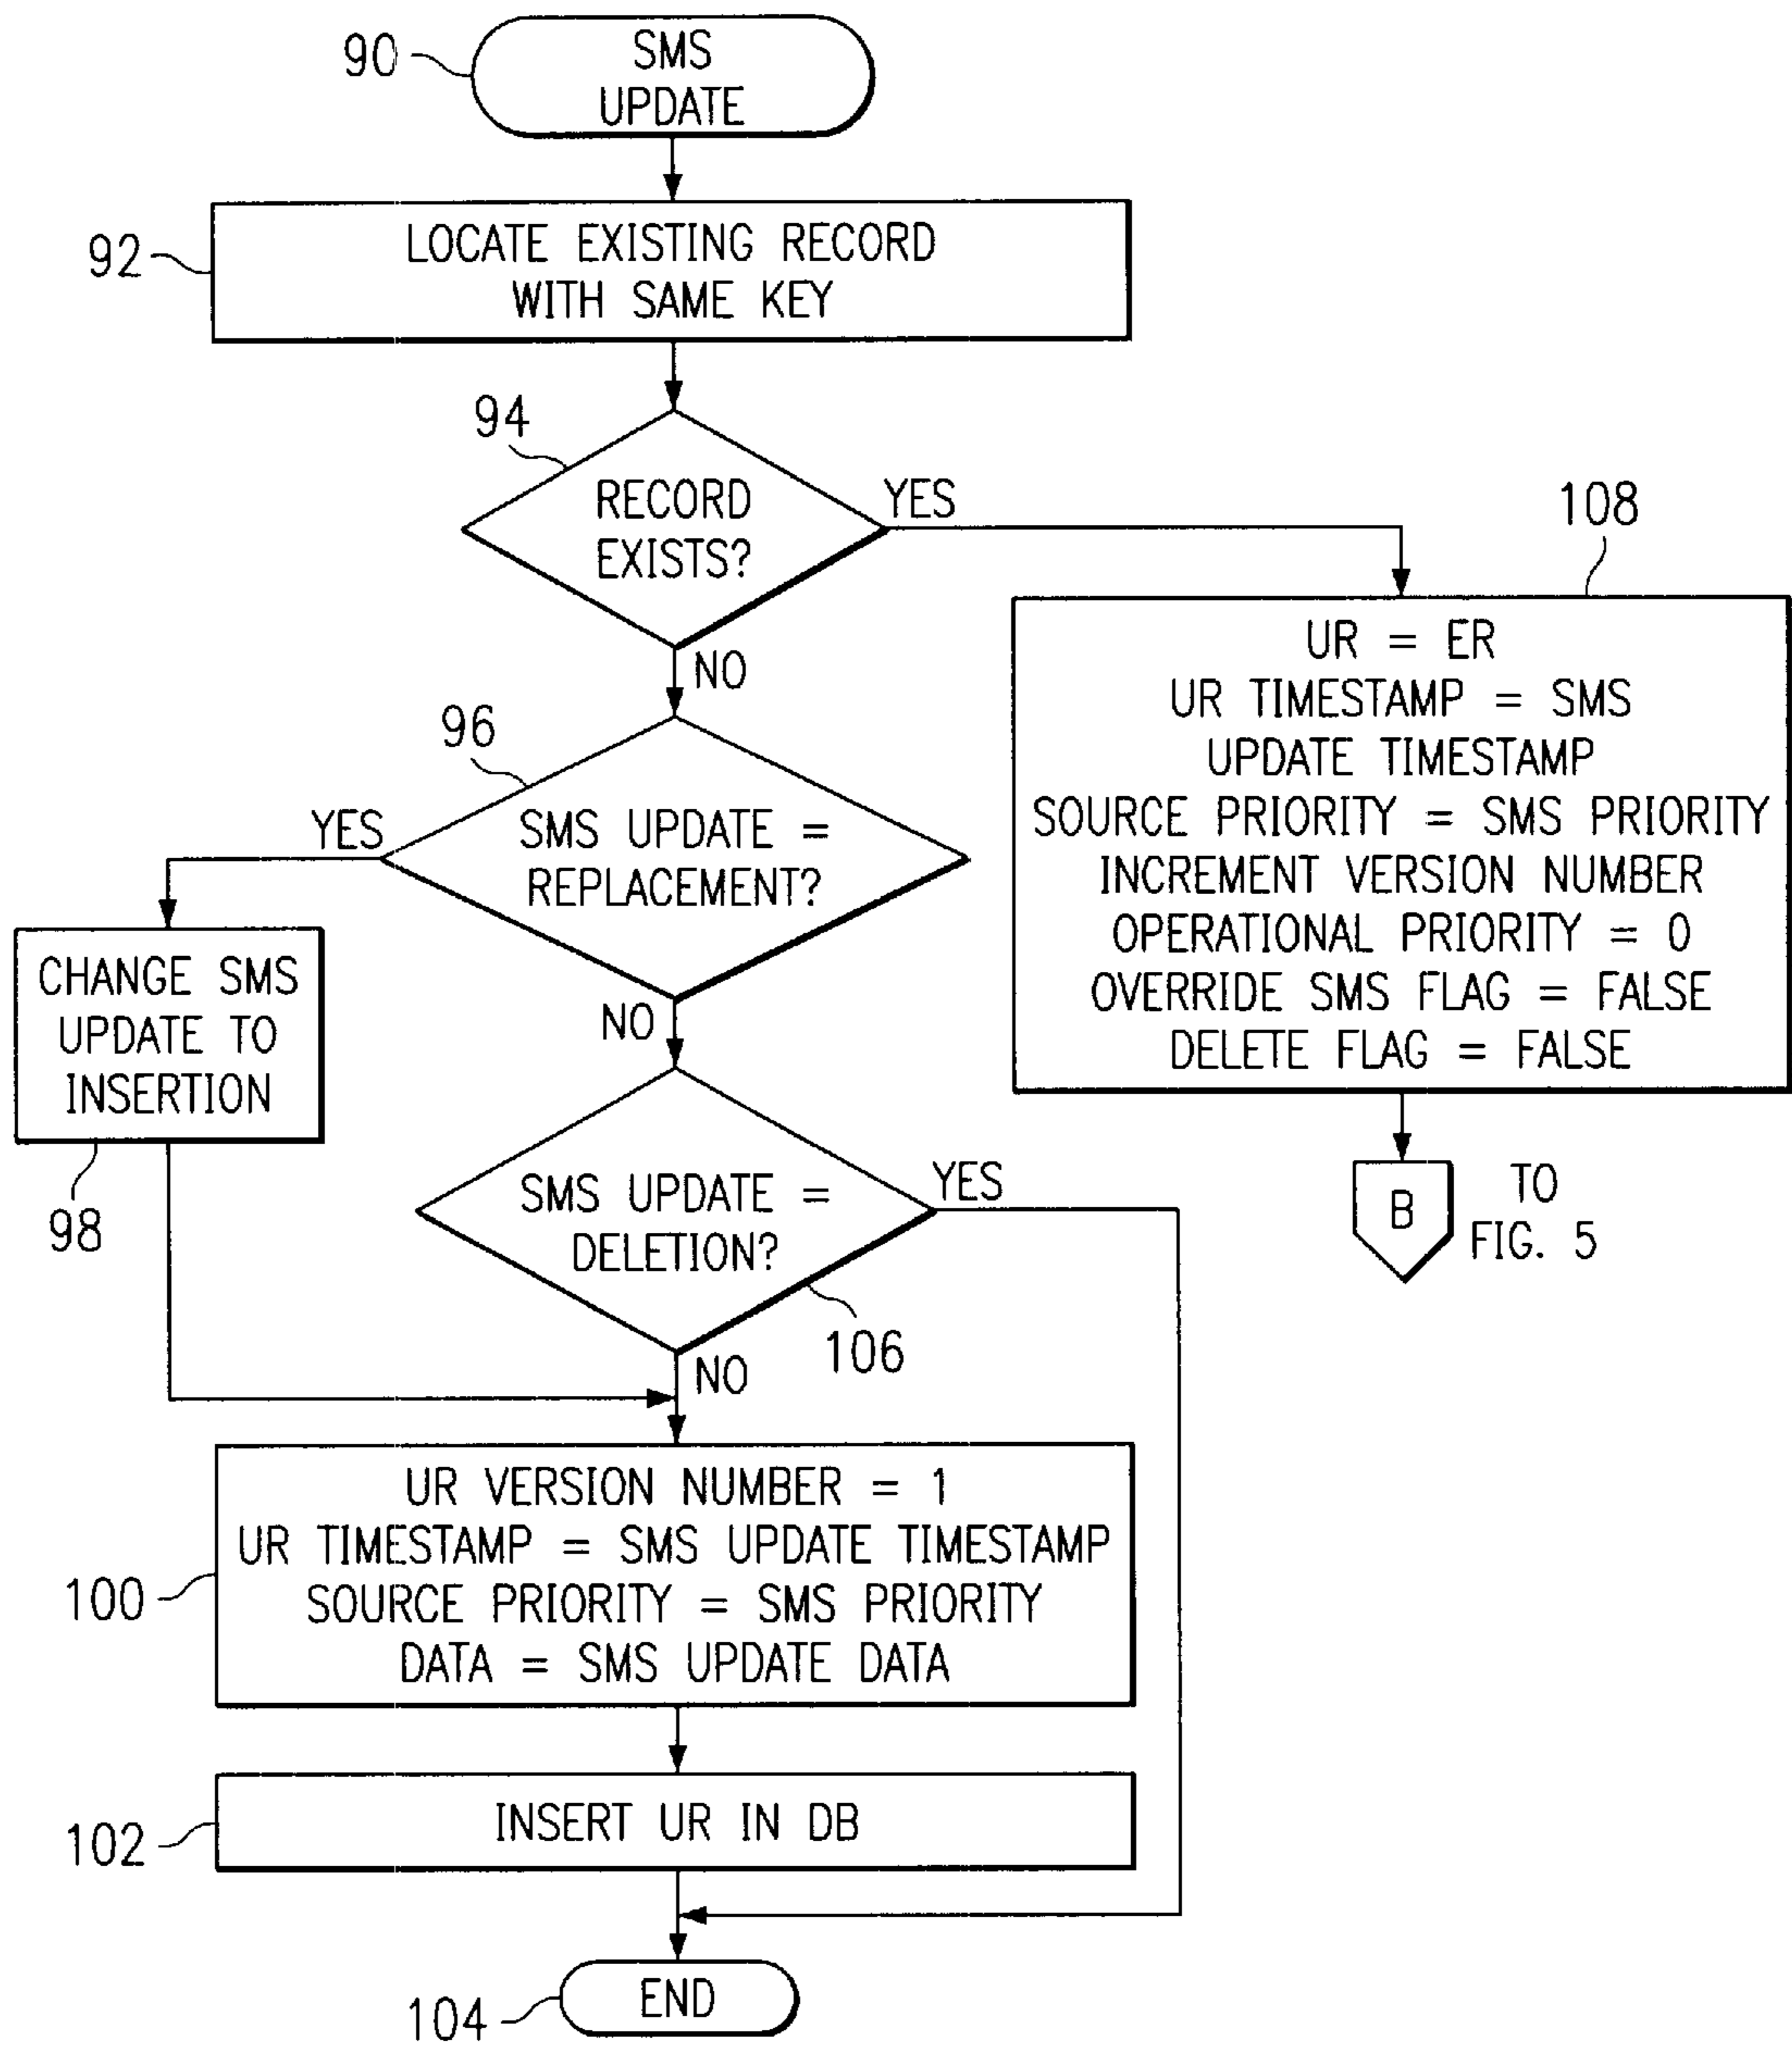 90
SMS
UPDATE
92
LOCATE EXISTING RECORD
WITH SAME KEY
94
RECORD
EXISTS?
YES
NO
108
UR = ER
UR TIMESTAMP = SMS
UPDATE TIMESTAMP
SOURCE PRIORITY = SMS PRIORITY
INCREMENT VERSION NUMBER
OPERATIONAL PRIORITY = 0
OVERRIDE SMS FLAG = FALSE
DELETE FLAG = FALSE
B
TO
FIG. 5
96
SMS UPDATE =
REPLACEMENT?
YES
NO
CHANGE SMS
UPDATE TO
INSERTION
98
SMS UPDATE =
DELETION?
YES
106
NO
100
UR VERSION NUMBER = 1
UR TIMESTAMP = SMS UPDATE TIMESTAMP
SOURCE PRIORITY = SMS PRIORITY
DATA = SMS UPDATE DATA
102
INSERT UR IN DB
104
END